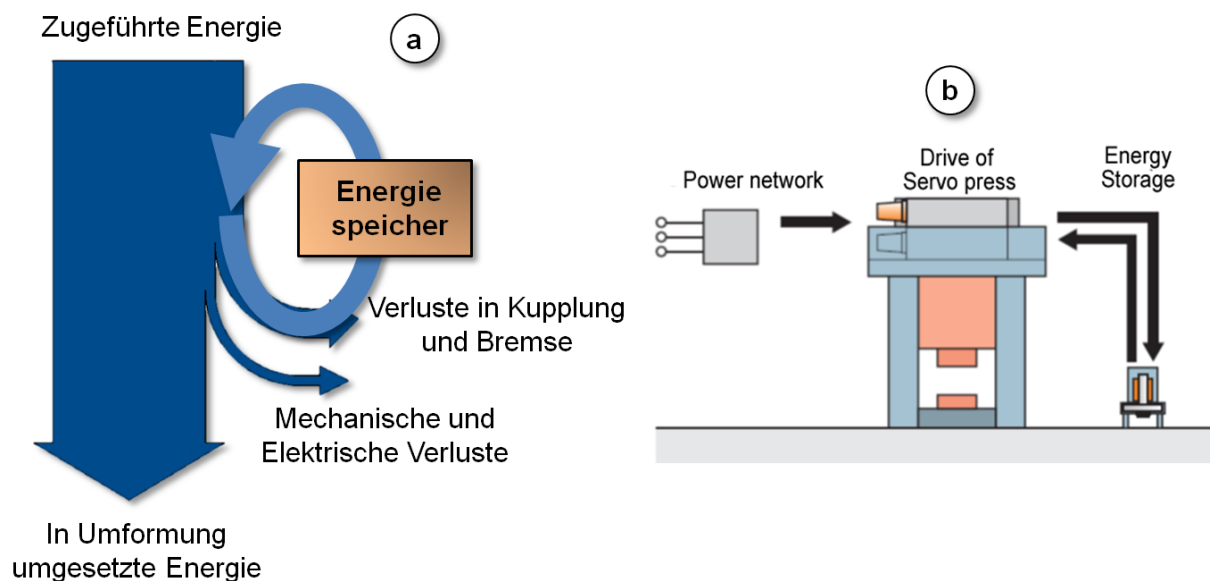 Zugeführte Energie
a
Energie
speicher
Verluste in Kupplung
und Bremse
Mechanische und
Elektrische Verluste
In Umformung
umgesetzte Energie
b
Power network
Drive of
Servo press
Energy
Storage